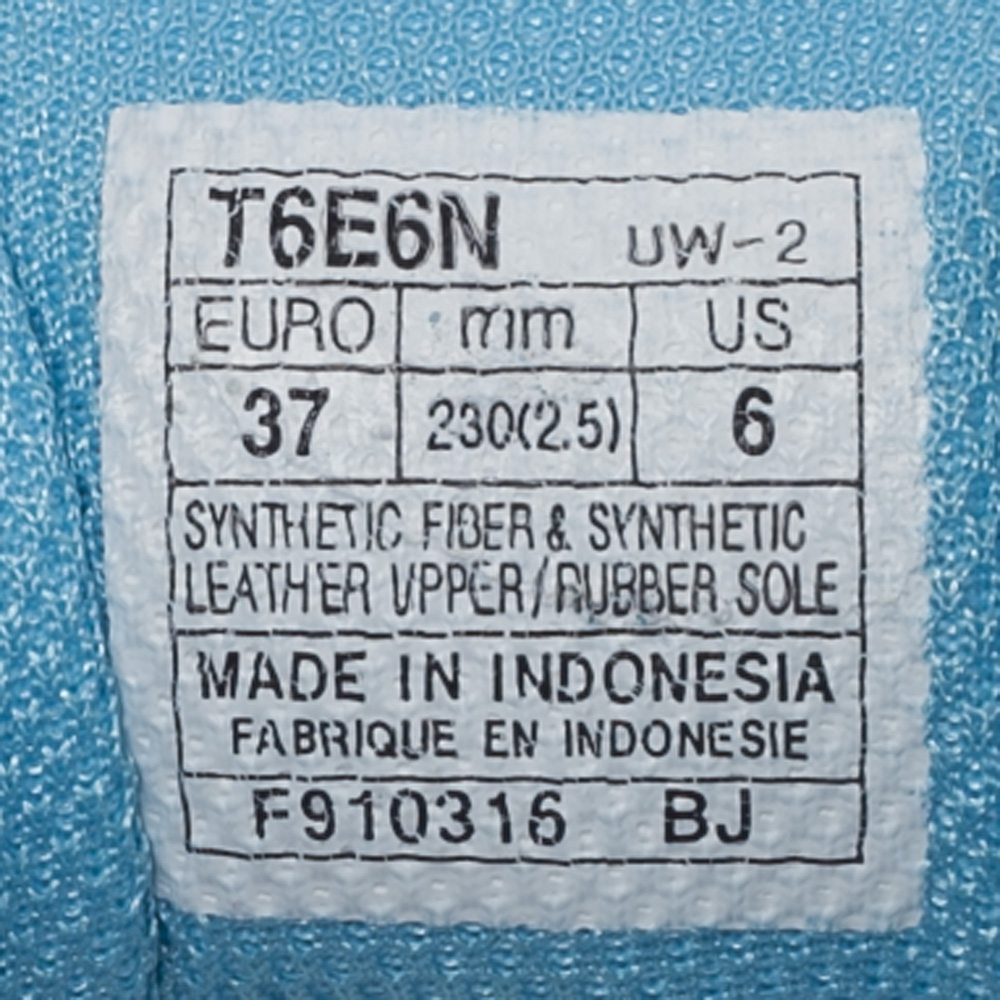 T6E6N UW-2
EURO mm US
37 230(2.5) 6
SYNTHETIC FIBER & SYNTHETIC
LEATHER UPPER/RUBBER SOLE
MADE IN INDONESIA
FABRIQUE EN INDONESIE
F910316 BJ